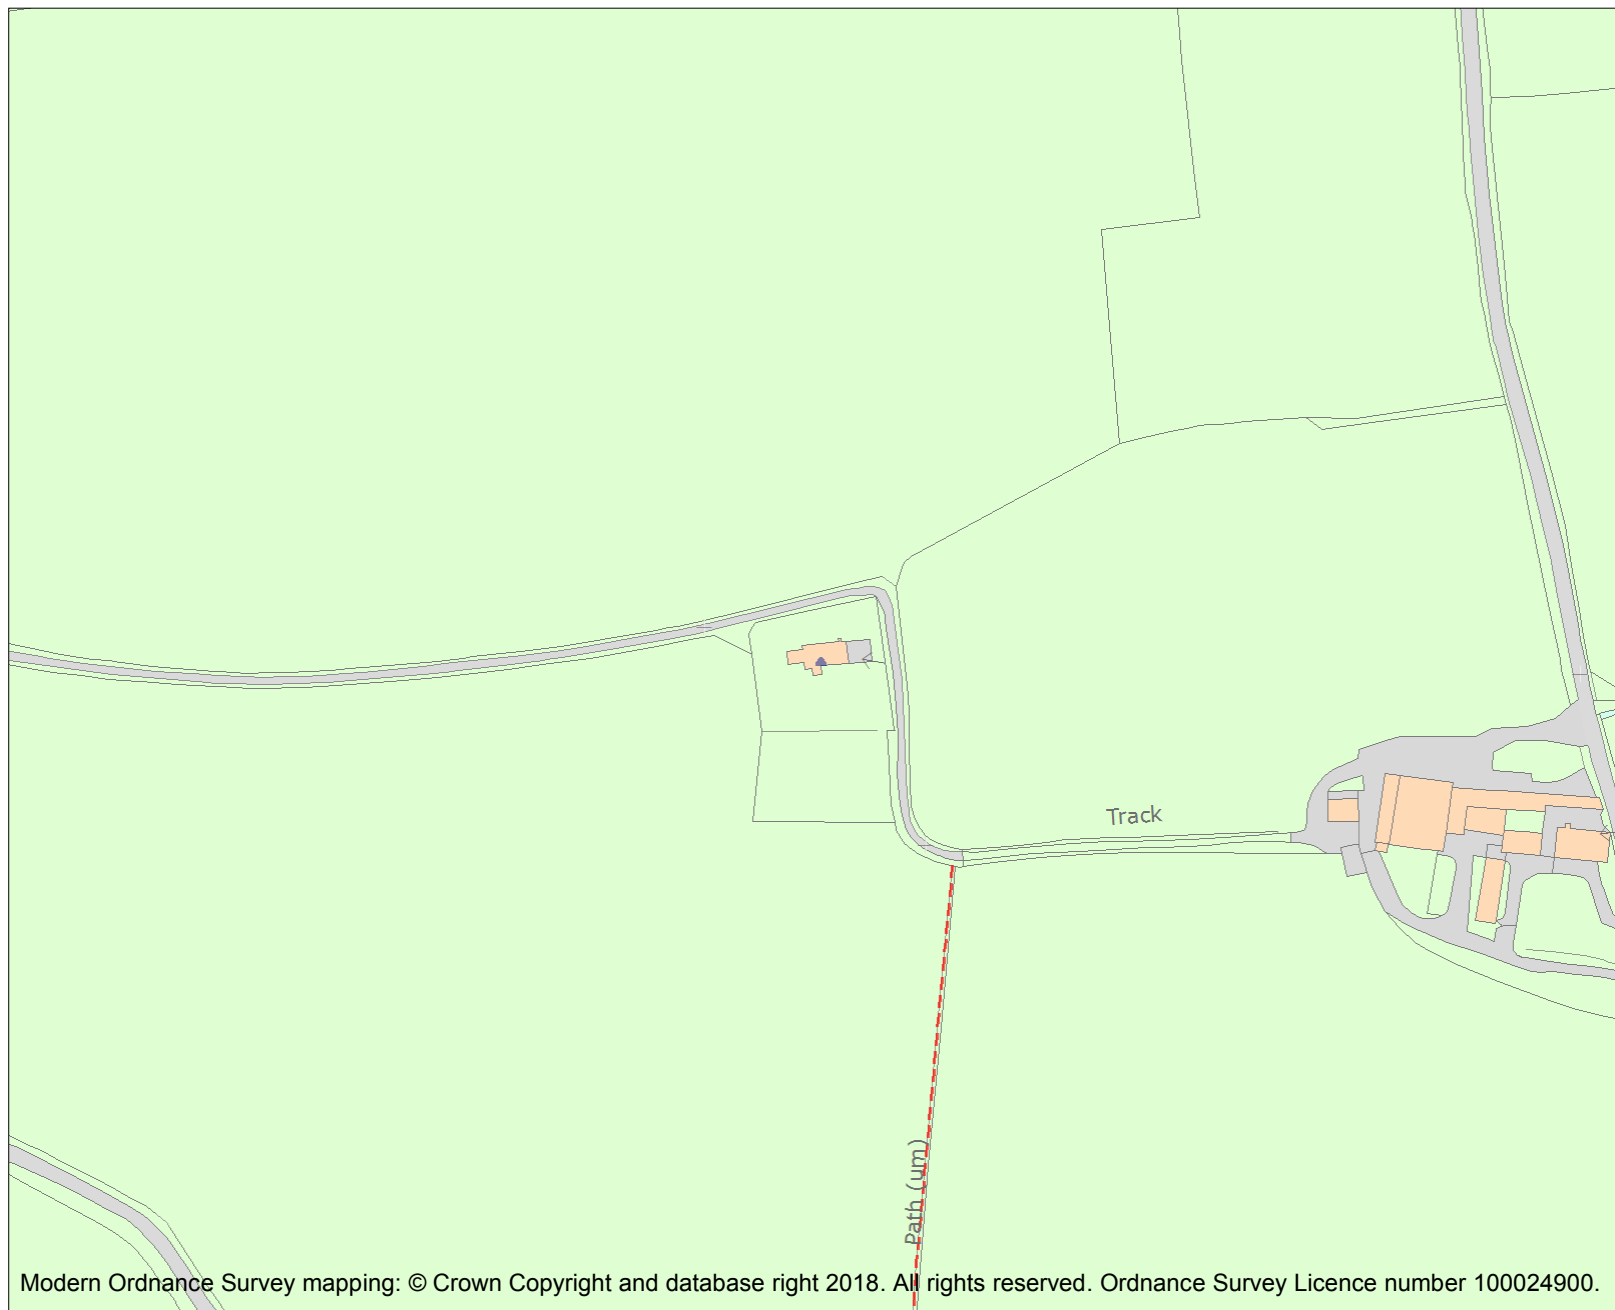 Track
Path (um)
Modern Ordnance Survey mapping: © Crown Copyright and database right 2018. All rights reserved. Ordnance Survey Licence number 100024900.